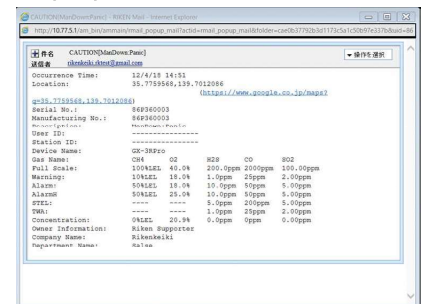 CAUTION[ManDown:Panic] - RIKEN Mail - Internet Explorer
http://10.77.5.1/am_bin/ammain/rmail_popup_mail?actid=rmail_popup_mail&folder=cae0b37792b3d1173c5a1c50b97e337b&uid=86
件名 CAUTION[ManDown:Panic]
▼操作を選択
送信者 rikenkeiki.rktest@gmail.com
Occurrence Time: 12/4/18 14:51
Location: 35.7759568,139.7012086
(https://www.google.co.jp/maps?
q=35.7759568,139.7012086)
Serial No.: 86P360003
Manufacturing No.: 86P360003
Description: ManDown:Panic
User ID: ----------------
Station ID: ----------------
Device Name: GX-3RPro
Gas Name: CH4 O2 H2S CO SO2
Full Scale: 100%LEL 40.0% 200.0ppm 2000ppm 100.00ppm
Warning: 10%LEL 18.0% 1.0ppm 25ppm 2.00ppm
Alarm: 50%LEL 18.0% 10.0ppm 50ppm 5.00ppm
AlarmH 50%LEL 25.0% 10.0ppm 50ppm 5.00ppm
STEL: ---- ---- 5.0ppm 200ppm 5.00ppm
TWA: ---- ---- 1.0ppm 25ppm 2.00ppm
Concentration: 0%LEL 20.9% 0.0ppm 0ppm 0.00ppm
Owner Information: Riken Supporter
Company Name: Rikenkeiki
Department Name: Sales